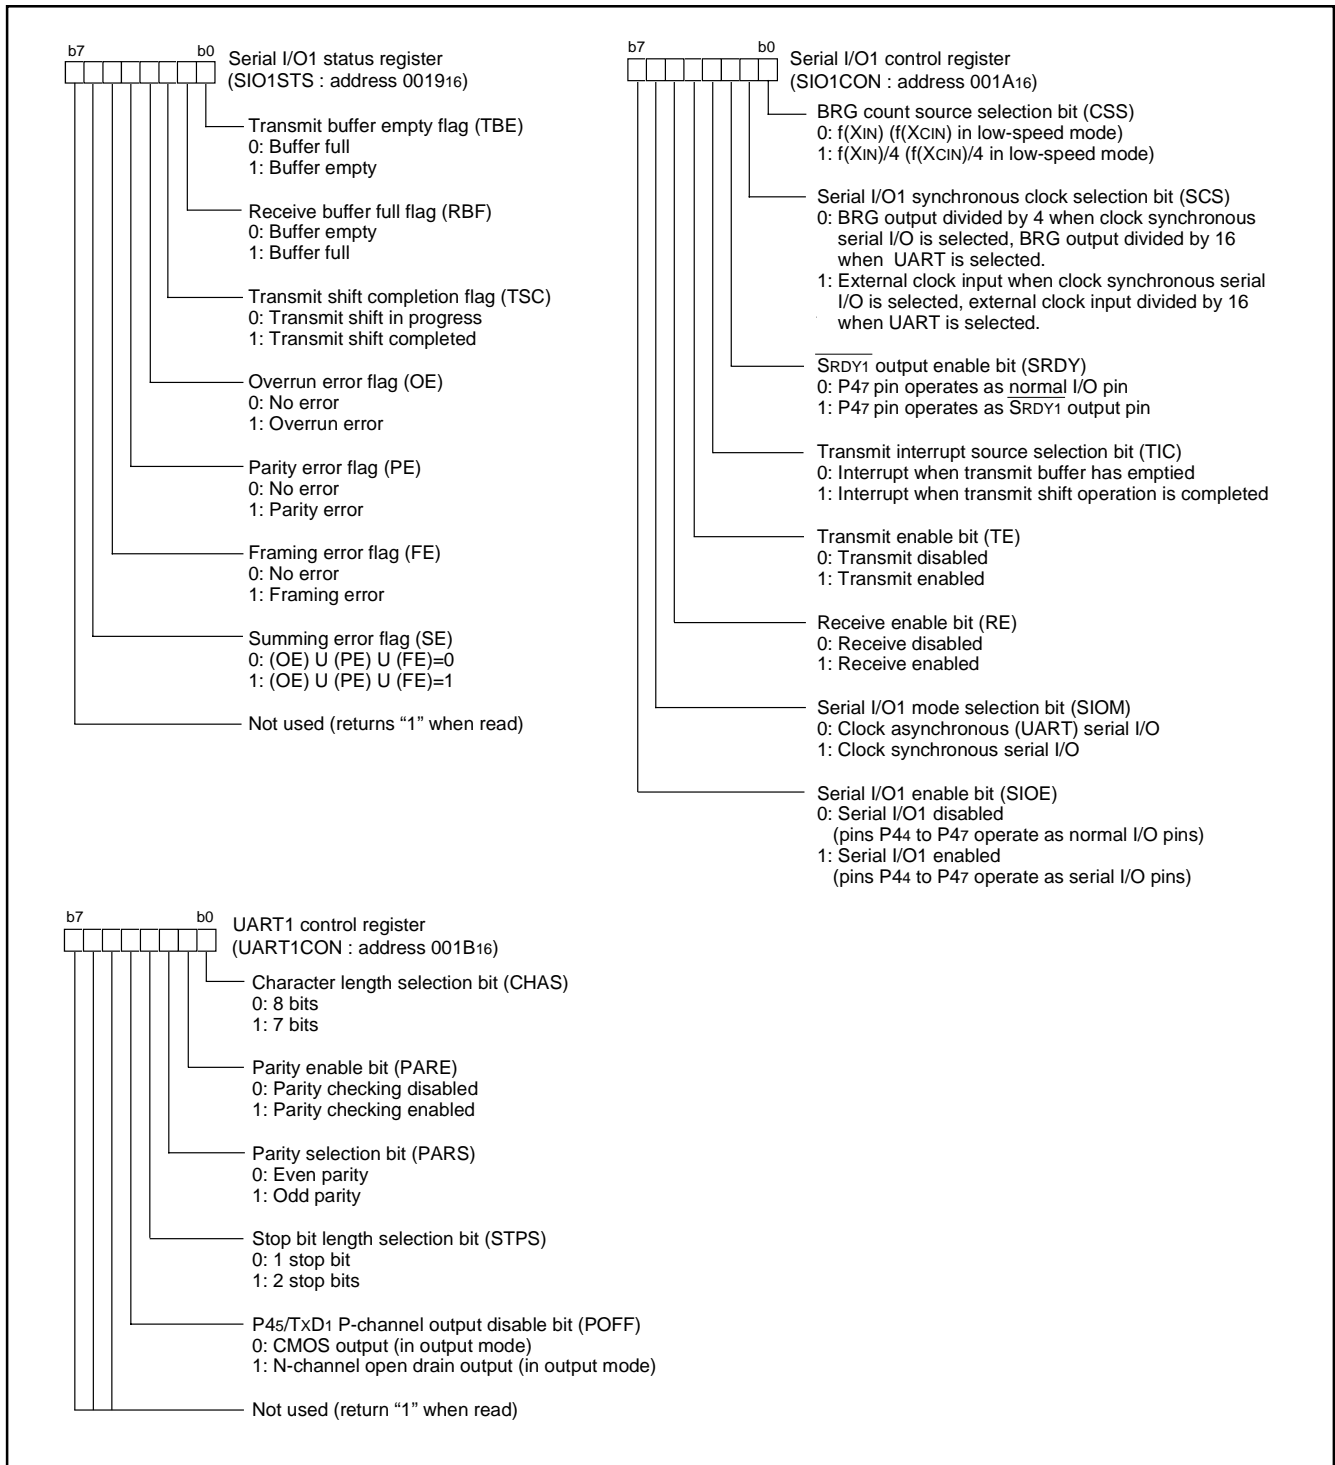 b7 b0 Serial I/O1 status register
(SIO1STS : address 001916)
Transmit buffer empty flag (TBE)
0: Buffer full
1: Buffer empty
Receive buffer full flag (RBF)
0: Buffer empty
1: Buffer full
Transmit shift completion flag (TSC)
0: Transmit shift in progress
1: Transmit shift completed
Overrun error flag (OE)
0: No error
1: Overrun error
Parity error flag (PE)
0: No error
1: Parity error
Framing error flag (FE)
0: No error
1: Framing error
Summing error flag (SE)
0: (OE) U (PE) U (FE)=0
1: (OE) U (PE) U (FE)=1
Not used (returns “1” when read)
b7 b0 Serial I/O1 control register
(SIO1CON : address 001A16)
BRG count source selection bit (CSS)
0: f(XIN) (f(XCIN) in low-speed mode)
1: f(XIN)/4 (f(XCIN)/4 in low-speed mode)
Serial I/O1 synchronous clock selection bit (SCS)
0: BRG output divided by 4 when clock synchronous
serial I/O is selected, BRG output divided by 16
when UART is selected.
1: External clock input when clock synchronous serial
I/O is selected, external clock input divided by 16
when UART is selected.
SRDY1 output enable bit (SRDY)
0: P47 pin operates as normal I/O pin
1: P47 pin operates as SRDY1 output pin
Transmit interrupt source selection bit (TIC)
0: Interrupt when transmit buffer has emptied
1: Interrupt when transmit shift operation is completed
Transmit enable bit (TE)
0: Transmit disabled
1: Transmit enabled
Receive enable bit (RE)
0: Receive disabled
1: Receive enabled
Serial I/O1 mode selection bit (SIOM)
0: Clock asynchronous (UART) serial I/O
1: Clock synchronous serial I/O
Serial I/O1 enable bit (SIOE)
0: Serial I/O1 disabled
(pins P44 to P47 operate as normal I/O pins)
1: Serial I/O1 enabled
(pins P44 to P47 operate as serial I/O pins)
b7 b0 UART1 control register
(UART1CON : address 001B16)
Character length selection bit (CHAS)
0: 8 bits
1: 7 bits
Parity enable bit (PARE)
0: Parity checking disabled
1: Parity checking enabled
Parity selection bit (PARS)
0: Even parity
1: Odd parity
Stop bit length selection bit (STPS)
0: 1 stop bit
1: 2 stop bits
P45/TXD1 P-channel output disable bit (POFF)
0: CMOS output (in output mode)
1: N-channel open drain output (in output mode)
Not used (return “1” when read)